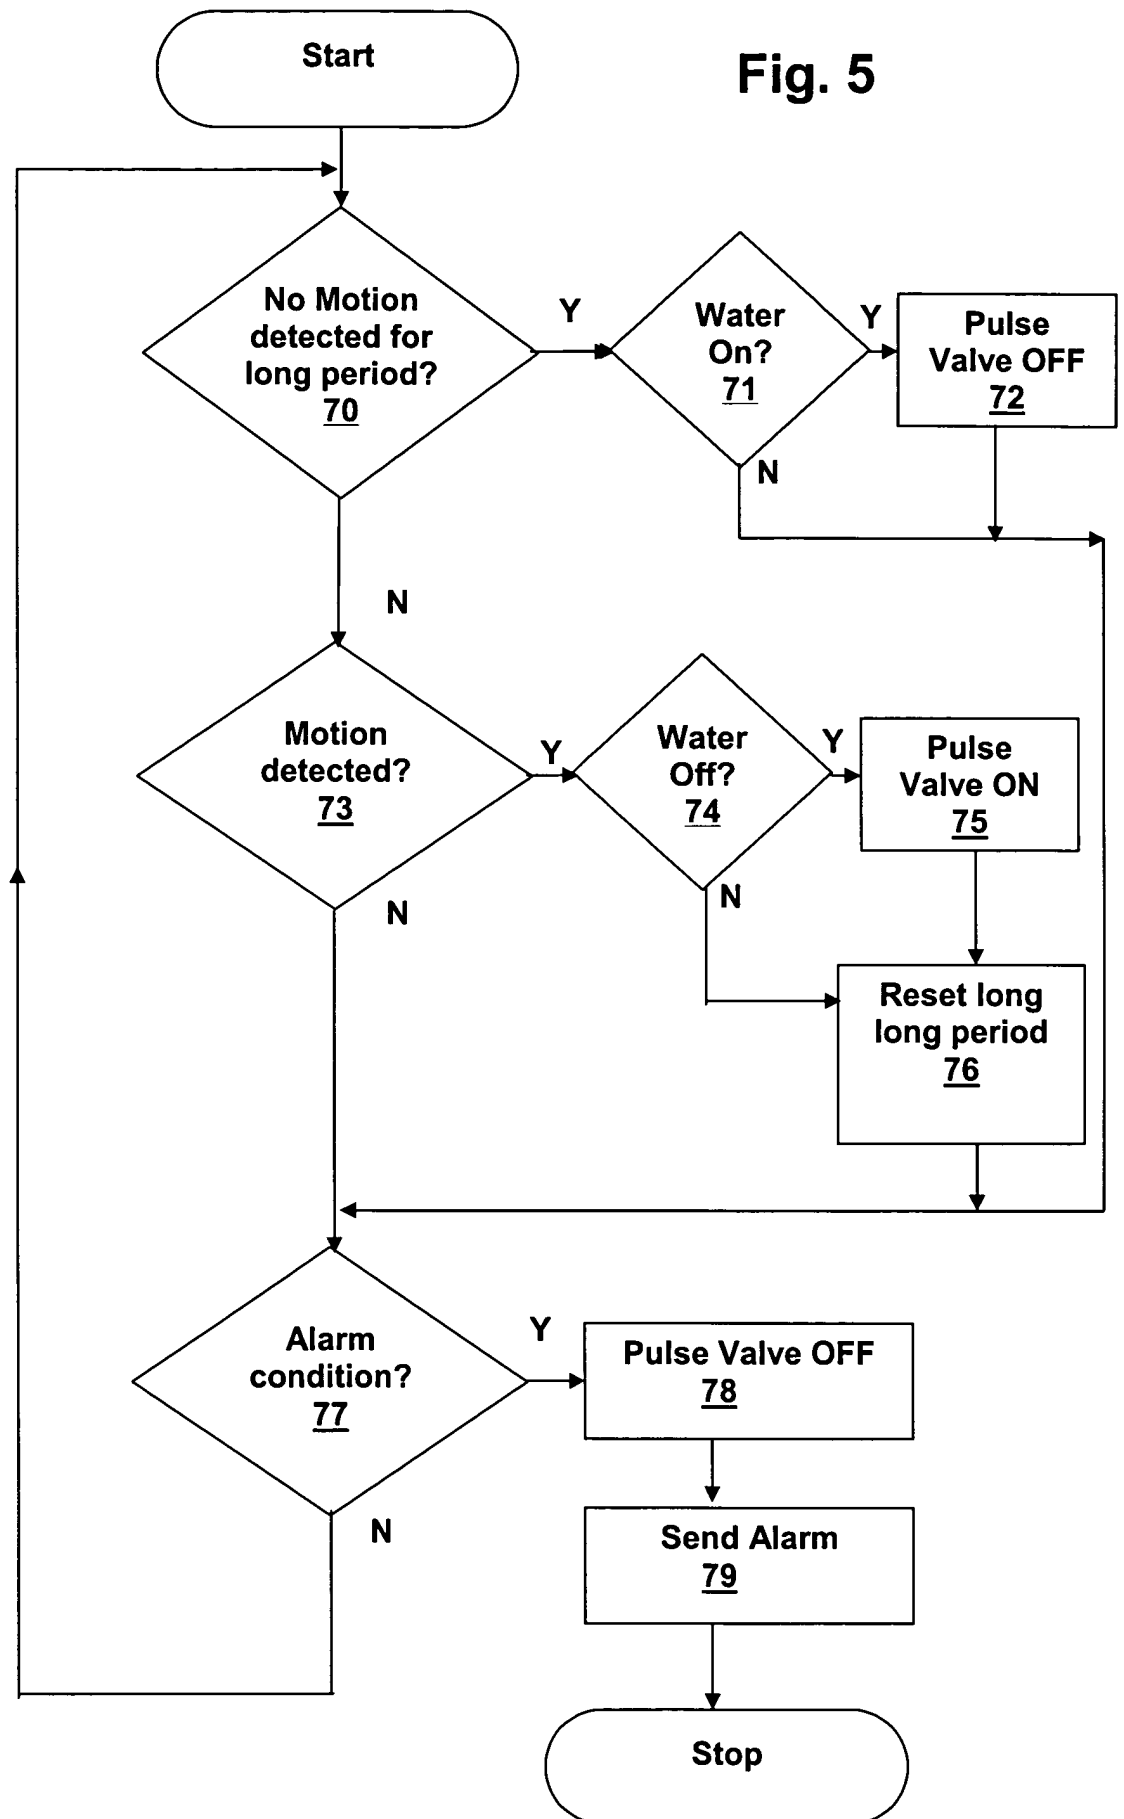 Start
Fig. 5
No Motion
detected for
long period?
70
Y
Water
On?
71
Y
Pulse
Valve OFF
72
N
N
Motion
detected?
73
Y
Water
Off?
74
Y
Pulse
Valve ON
75
N
N
Reset long
long period
76
Alarm
condition?
77
Y
Pulse Valve OFF
78
N
Send Alarm
79
Stop